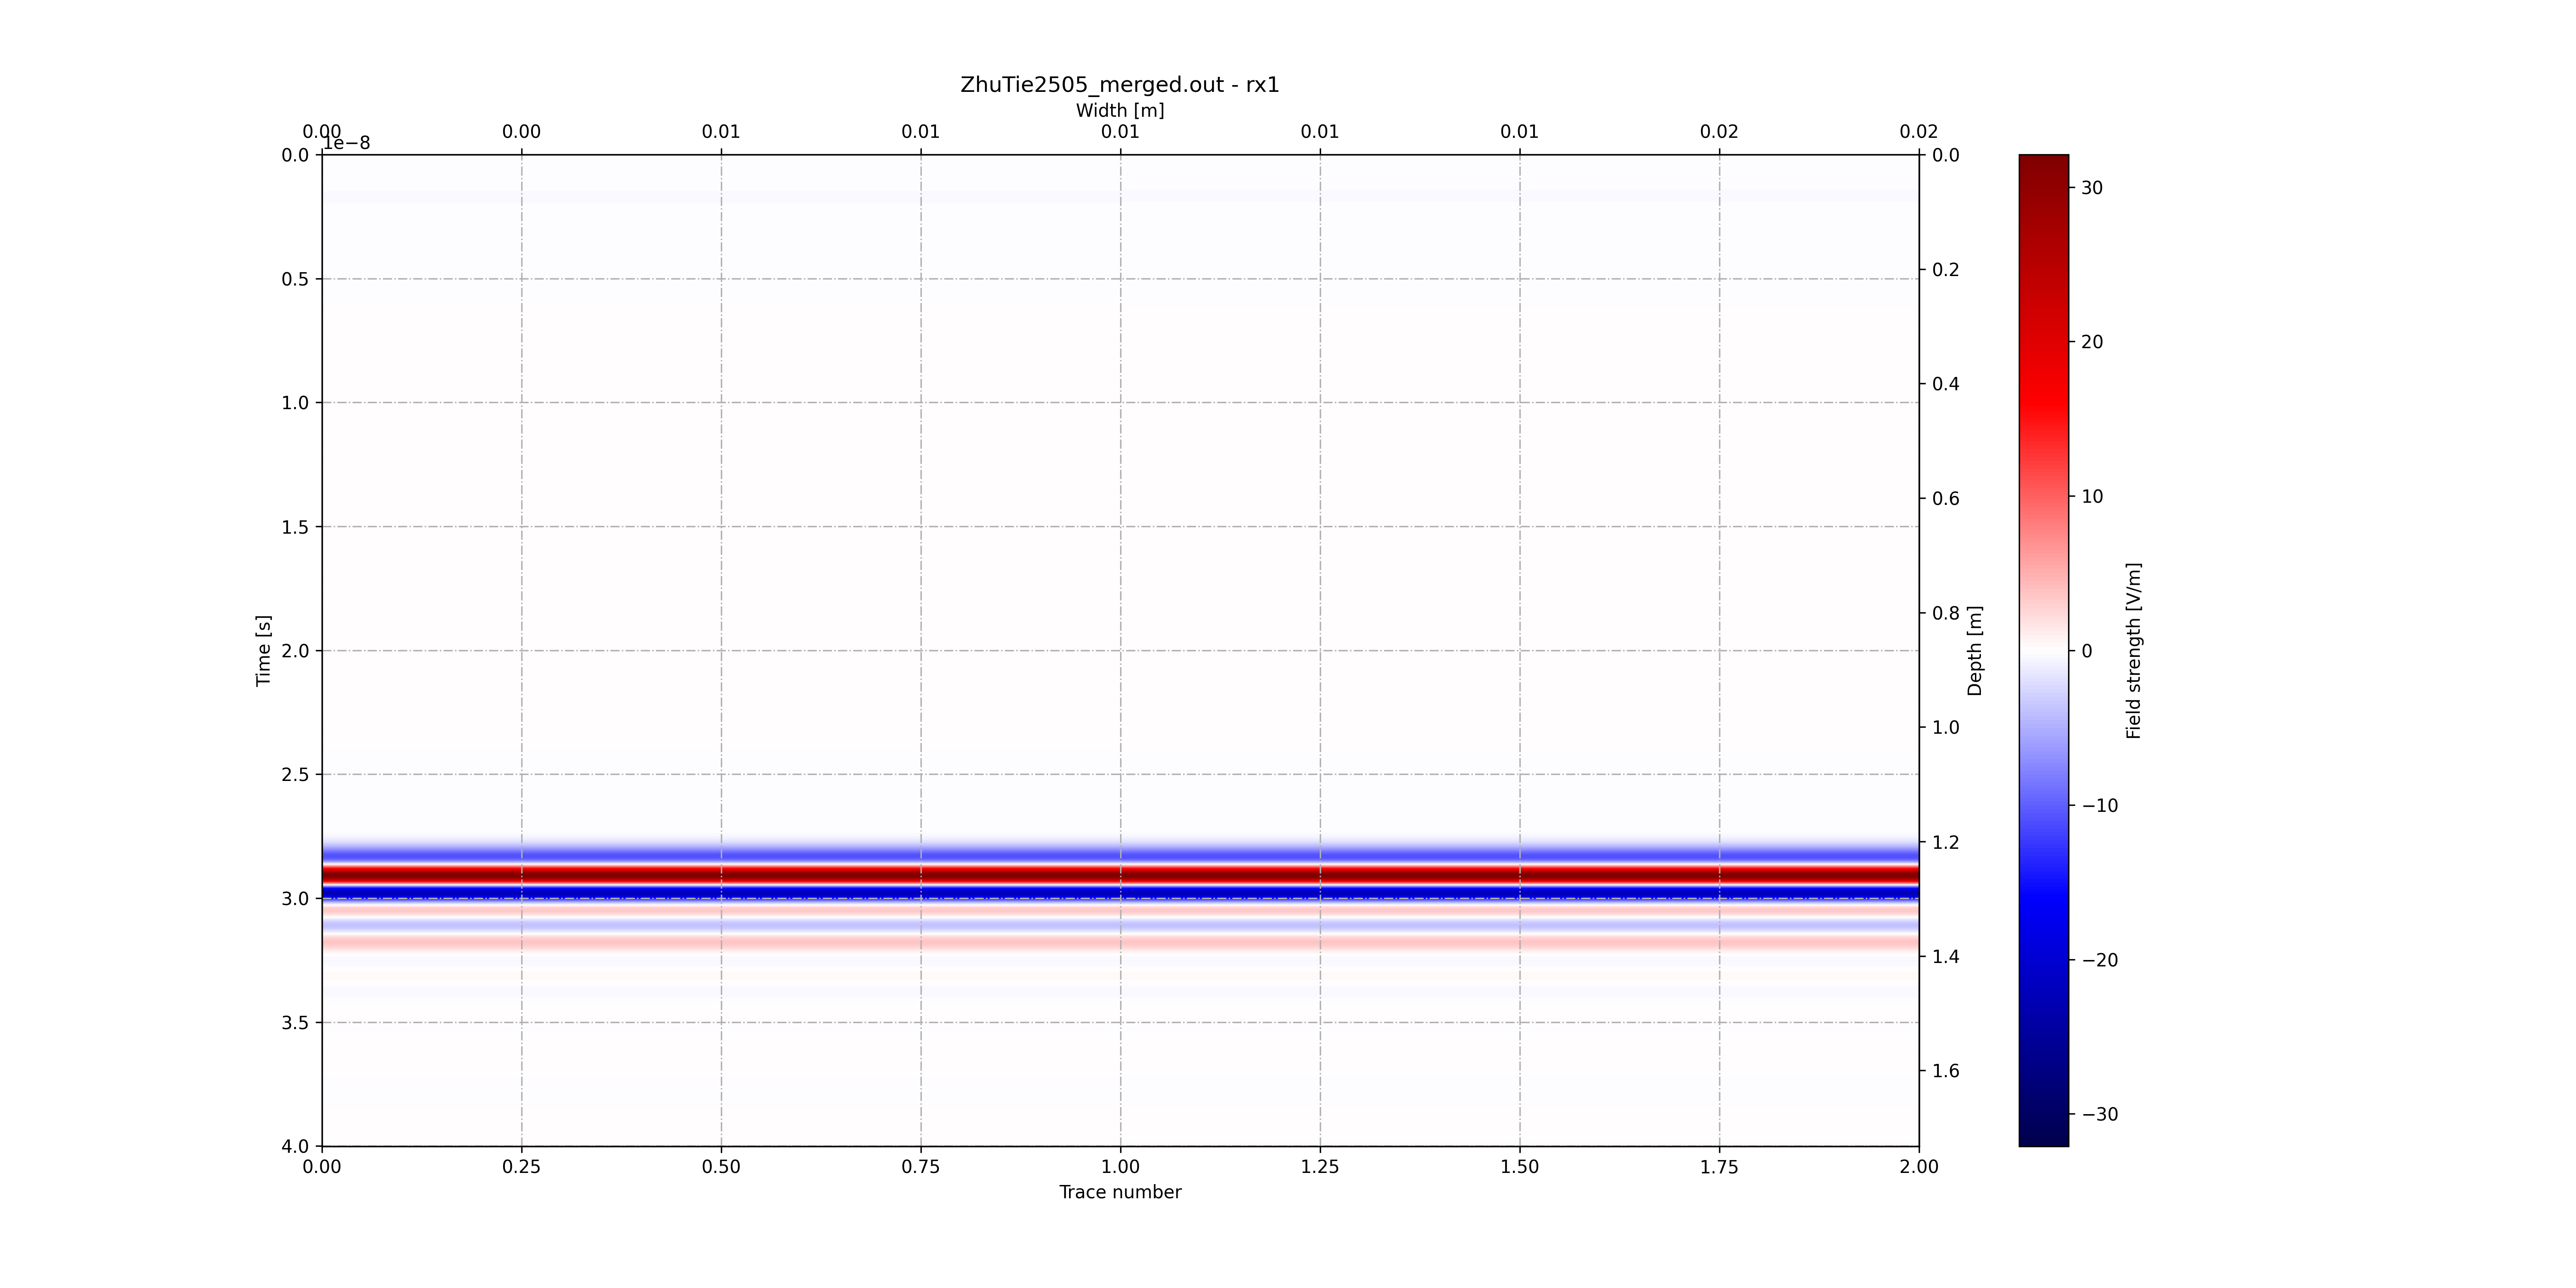 ZhuTie2505_merged.out - rx1
Width [m]
0.00 0.00 0.01 0.01 0.01 0.01 0.01 0.02 0.02
1e−8
0.0
0.5
1.0
1.5
2.0
2.5
3.0
3.5
4.0
Time [s]
0.0
0.2
0.4
0.6
0.8
1.0
1.2
1.4
1.6
Depth [m]
30
20
10
0
−10
−20
−30
Field strength [V/m]
0.00 0.25 0.50 0.75 1.00 1.25 1.50 1.75 2.00
Trace number